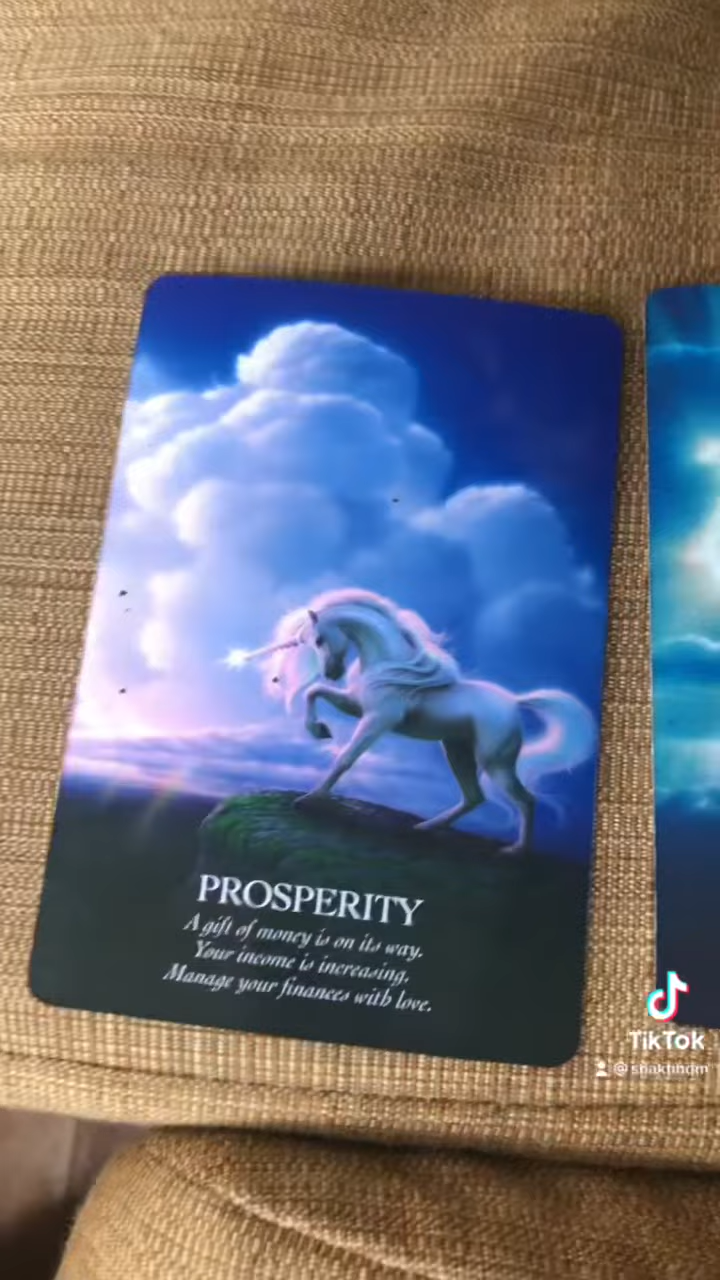 PROSPERITY
A gift of money is on its way.
Your income is increasing.
Manage your finances with love.
TikTok